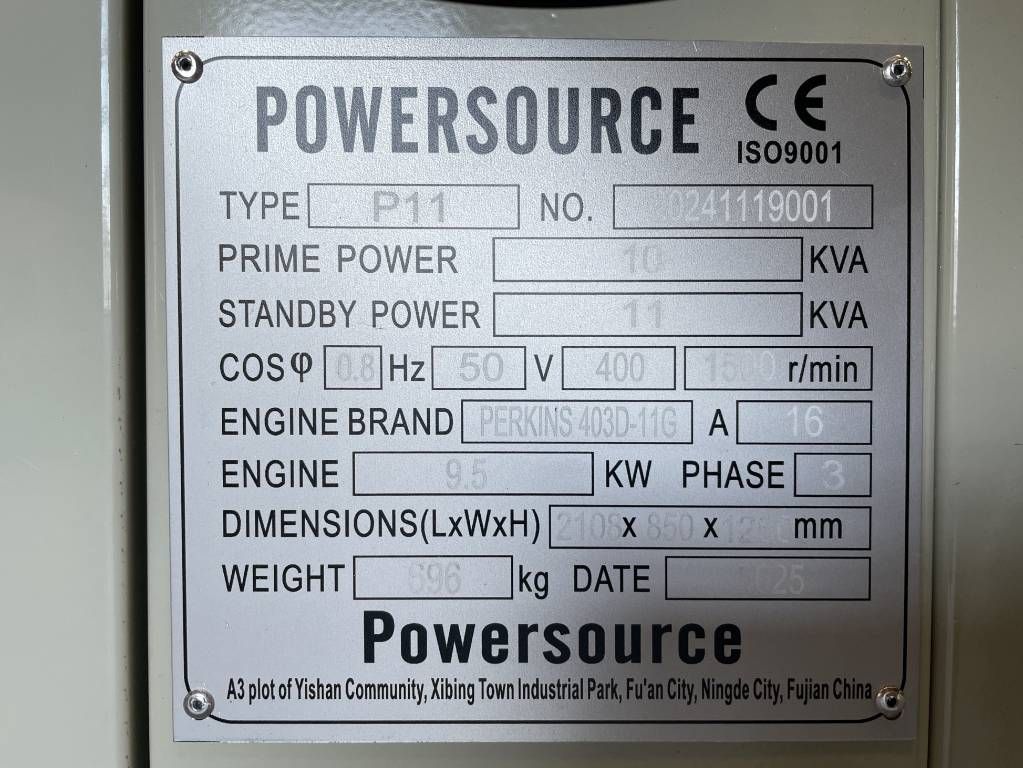 POWERSOURCE CE
ISO9001
TYPE P11 NO. 20241119001
PRIME POWER 10 KVA
STANDBY POWER 11 KVA
COSφ 0.8 Hz 50 V 400 1500 r/min
ENGINE BRAND PERKINS 403D-11G A 16
ENGINE 9.5 KW PHASE 3
DIMENSIONS(LxWxH) x 850 x mm
WEIGHT 696 kg DATE
Powersource
A3 plot of Yishan Community, Xibing Town Industrial Park, Fu'an City, Ningde City, Fujian China